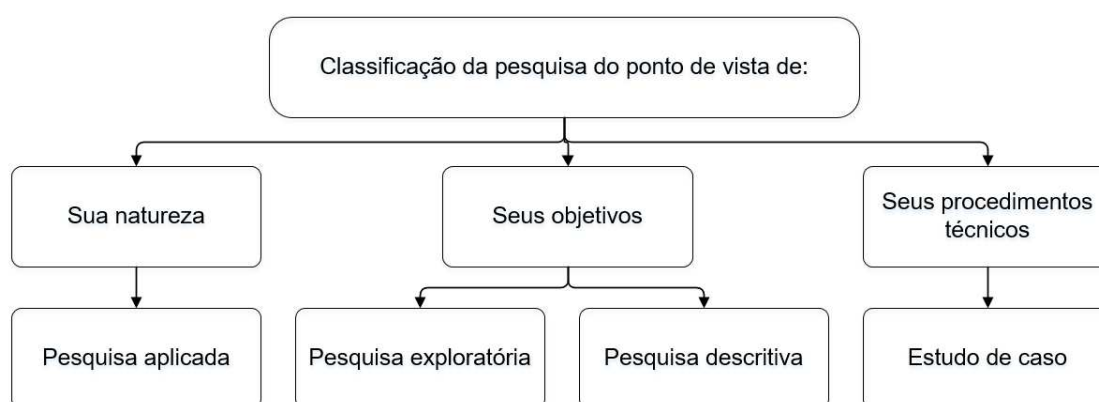 Classificação da pesquisa do ponto de vista de:
Sua natureza
Seus objetivos
Seus procedimentos
técnicos
Pesquisa aplicada
Pesquisa exploratória
Pesquisa descritiva
Estudo de caso